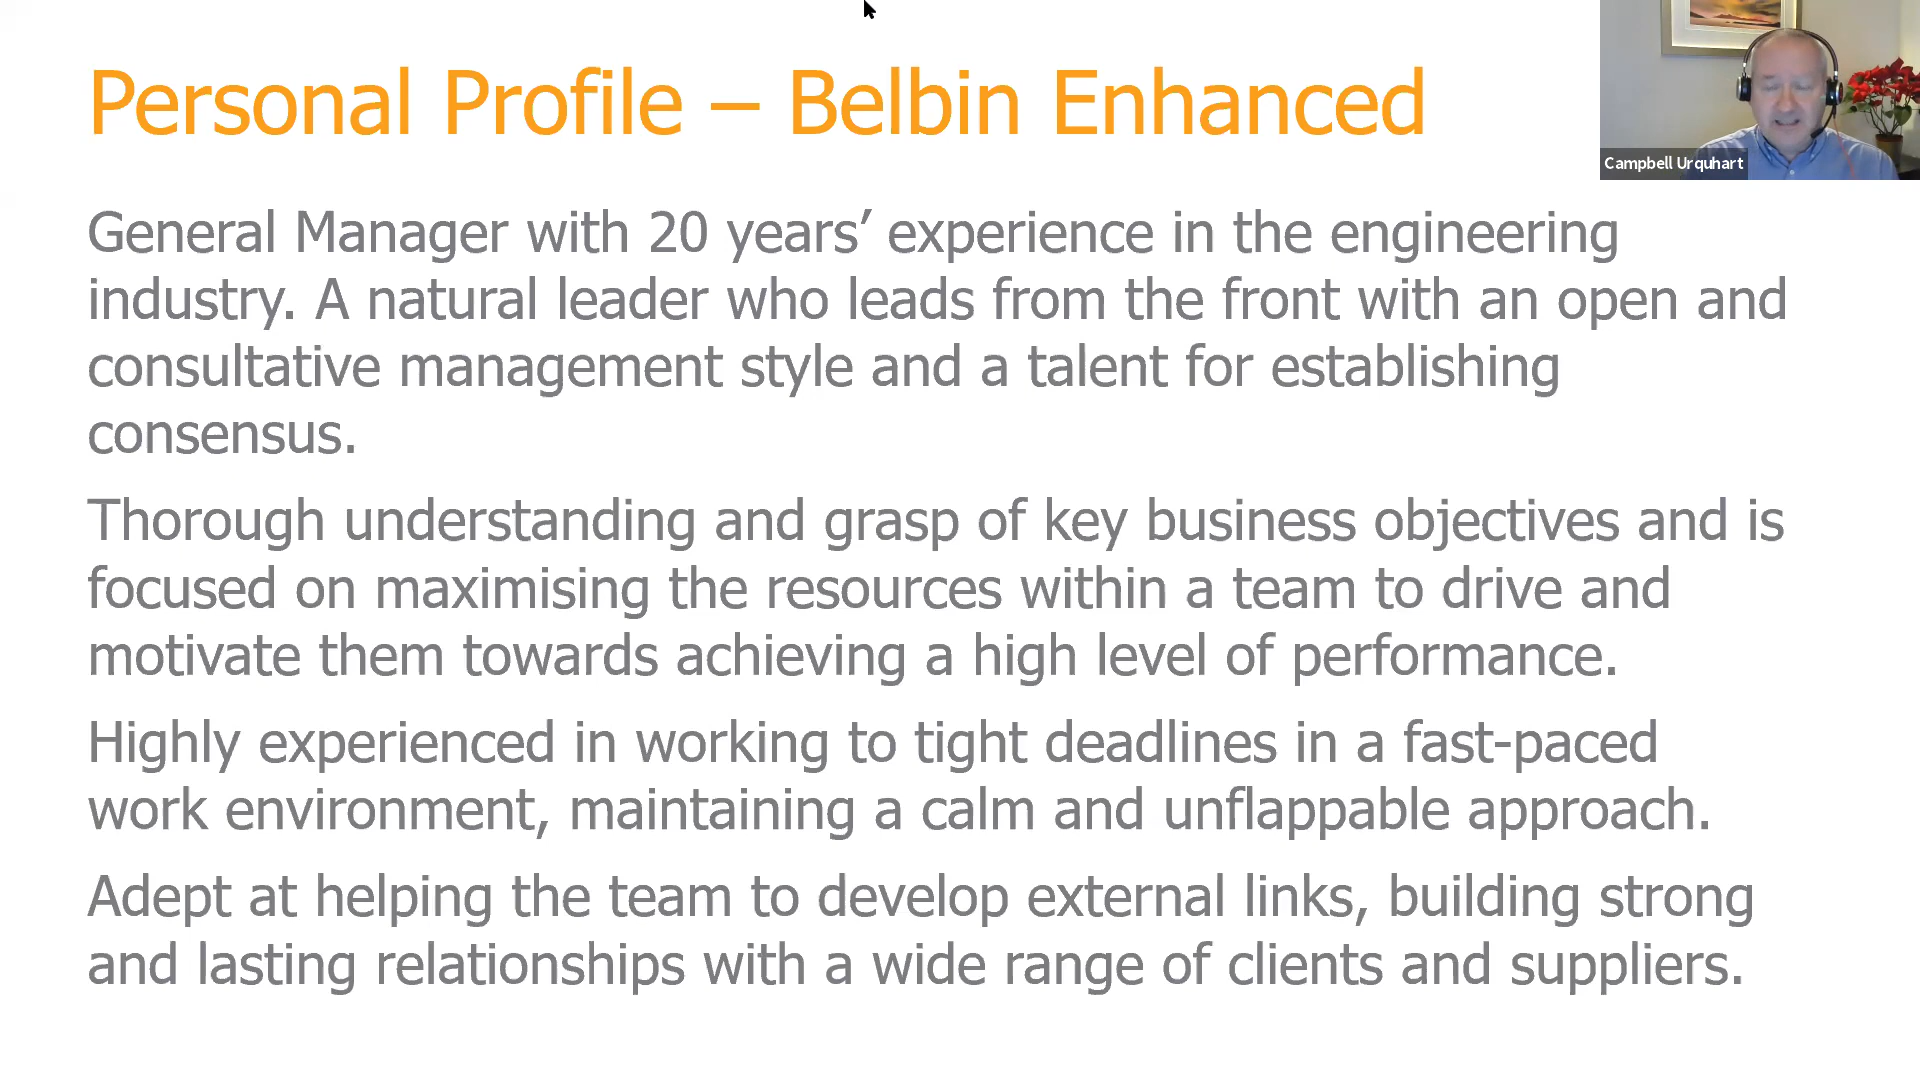 Personal Profile – Belbin Enhanced
Campbell Urquhart
General Manager with 20 years’ experience in the engineering
industry. A natural leader who leads from the front with an open and
consultative management style and a talent for establishing
consensus.
Thorough understanding and grasp of key business objectives and is
focused on maximising the resources within a team to drive and
motivate them towards achieving a high level of performance.
Highly experienced in working to tight deadlines in a fast-paced
work environment, maintaining a calm and unflappable approach.
Adept at helping the team to develop external links, building strong
and lasting relationships with a wide range of clients and suppliers.